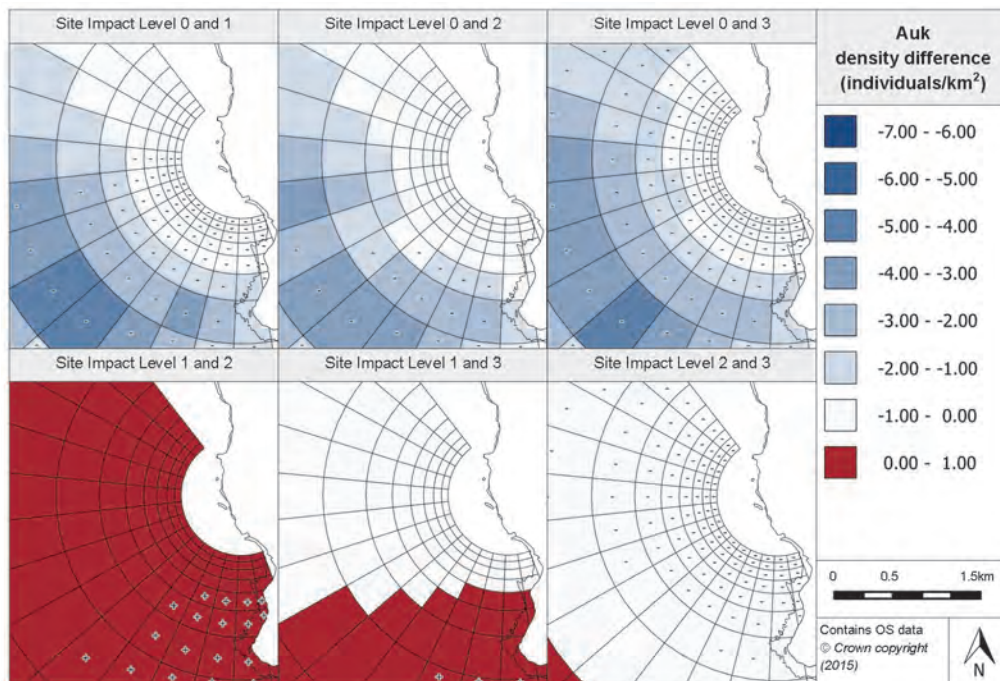 Site Impact Level 0 and 1
Site Impact Level 0 and 2
Site Impact Level 0 and 3
Site Impact Level 1 and 2
Site Impact Level 1 and 3
Site Impact Level 2 and 3
Auk
density difference
(individuals/km²)
-7.00 - -6.00
-6.00 - -5.00
-5.00 - -4.00
-4.00 - -3.00
-3.00 - -2.00
-2.00 - -1.00
-1.00 - 0.00
0.00 - 1.00
0 0.5 1.5km
Contains OS data
© Crown copyright
(2015)
N